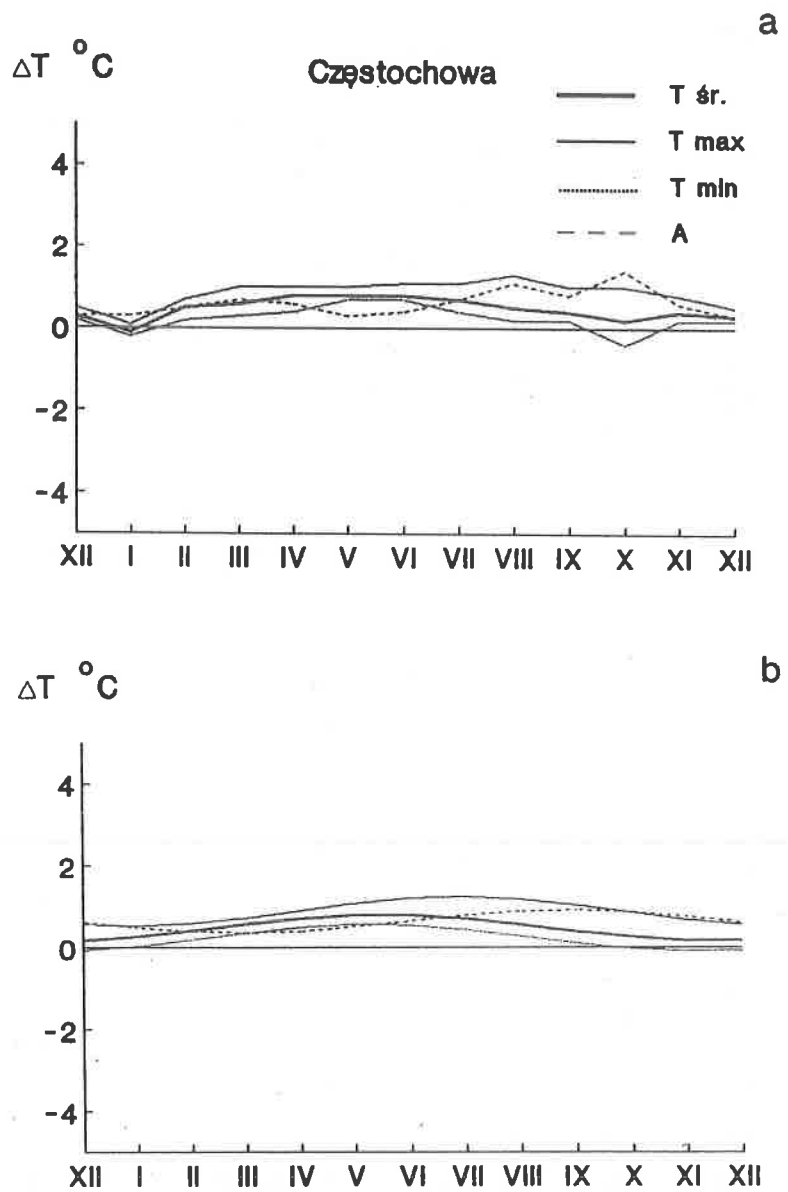 a
ΔT °C
Częstochowa
T śr.
T max
T min
A
4
2
0
-2
-4
XII I II III IV V VI VII VIII IX X XI XII
b
ΔT °C
4
2
0
-2
-4
XII I II III IV V VI VII VIII IX X XI XII